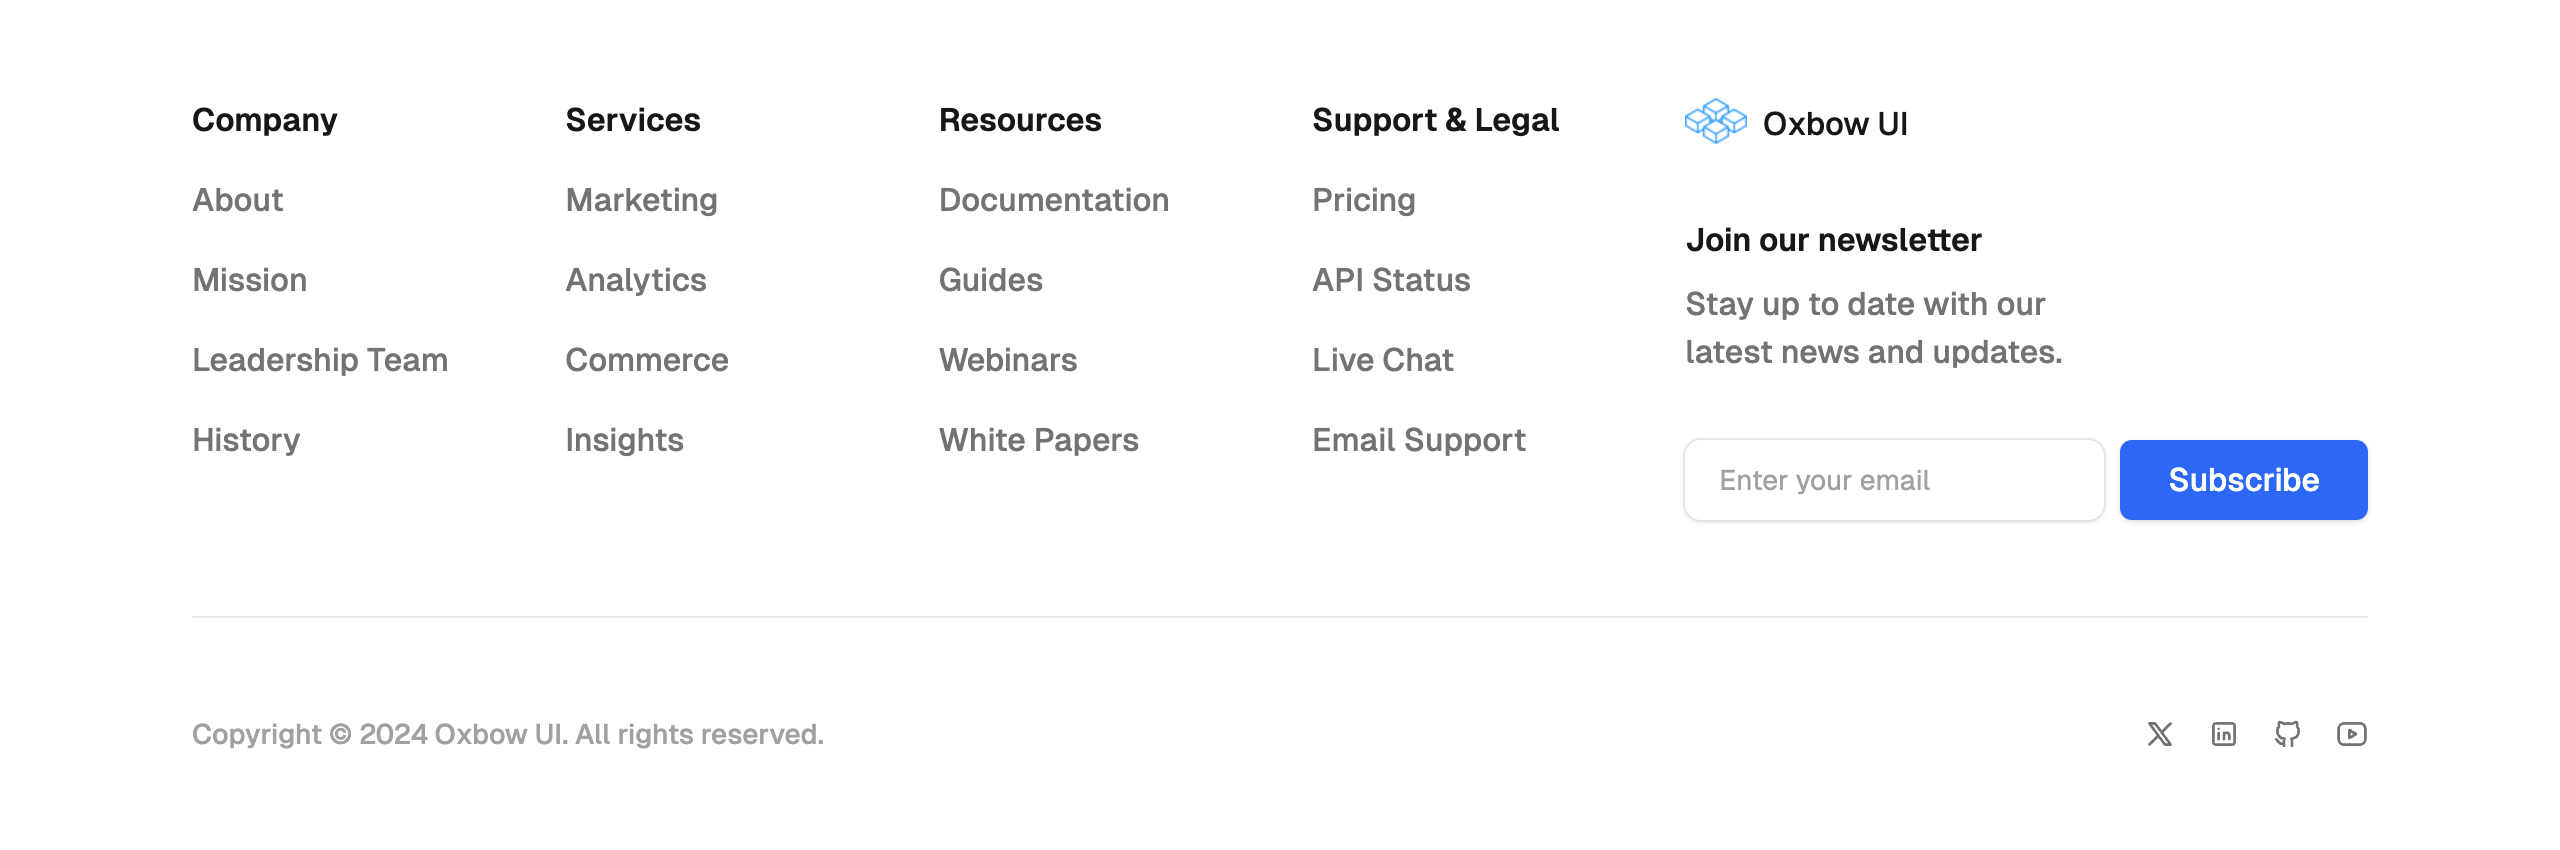 Company
About
Mission
Leadership Team
History
Services
Marketing
Analytics
Commerce
Insights
Resources
Documentation
Guides
Webinars
White Papers
Support & Legal
Pricing
API Status
Live Chat
Email Support
Oxbow UI
Join our newsletter
Stay up to date with our
latest news and updates.
Enter your email
Subscribe
Copyright © 2024 Oxbow UI. All rights reserved.